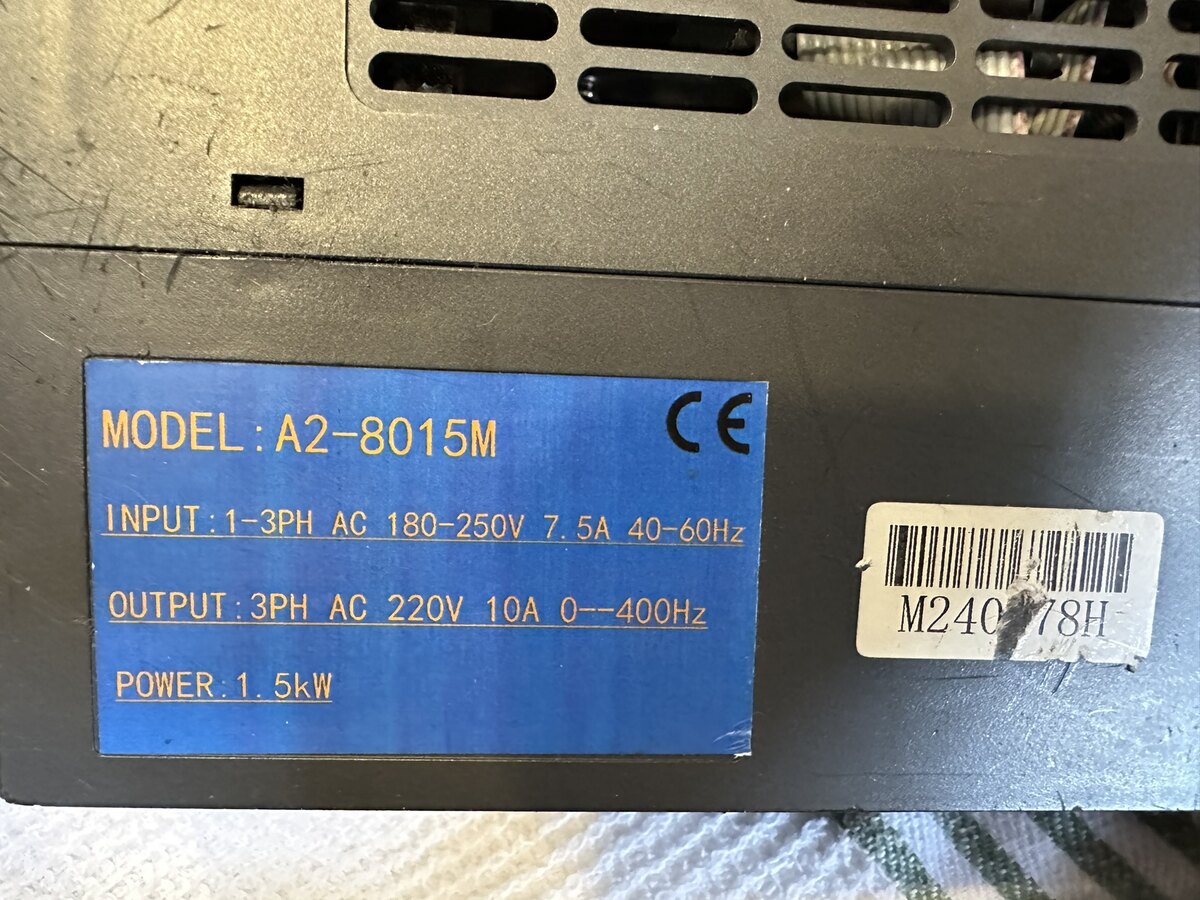 MODEL:A2-8015M CE
INPUT:1-3PH AC 180-250V 7.5A 40-60Hz
OUTPUT:3PH AC 220V 10A 0--400Hz
POWER:1.5kW